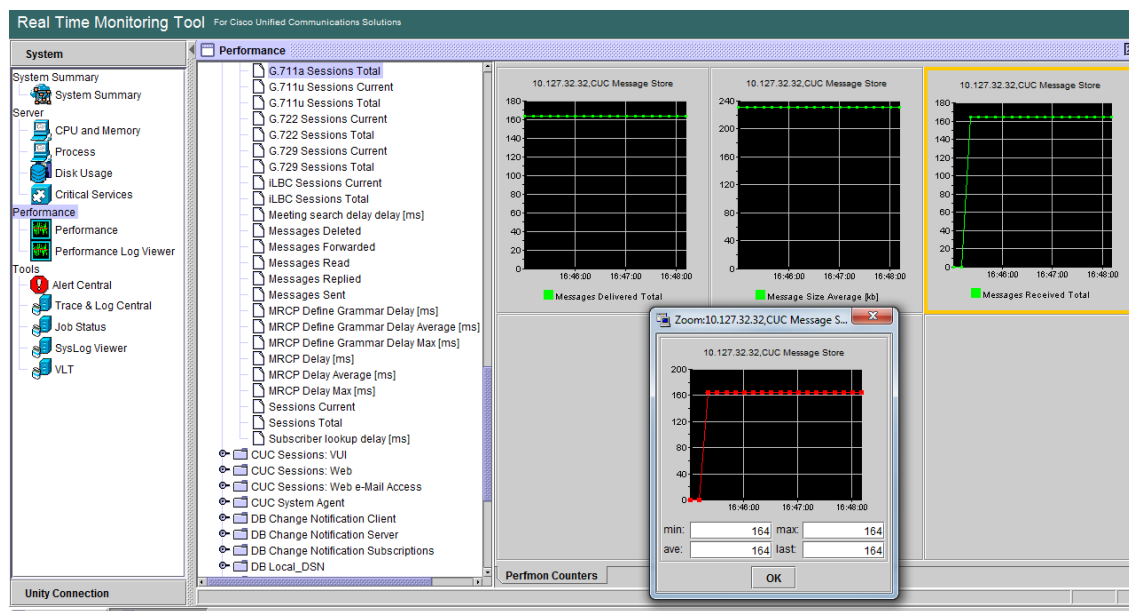 Real Time Monitoring Tool For Cisco Unified Communications Solutions
System
System Summary
System Summary
Server
CPU and Memory
Process
Disk Usage
Critical Services
Performance
Performance
Performance Log Viewer
Tools
Alert Central
Trace & Log Central
Job Status
SysLog Viewer
VLT
Unity Connection
Performance
G.711a Sessions Total
G.711u Sessions Current
G.711u Sessions Total
G.722 Sessions Current
G.722 Sessions Total
G.729 Sessions Current
G.729 Sessions Total
iLBC Sessions Current
iLBC Sessions Total
Meeting search delay delay [ms]
Messages Deleted
Messages Forwarded
Messages Read
Messages Replied
Messages Sent
MRCP Define Grammar Delay [ms]
MRCP Define Grammar Delay Average [ms]
MRCP Define Grammar Delay Max [ms]
MRCP Delay [ms]
MRCP Delay Average [ms]
MRCP Delay Max [ms]
Sessions Current
Sessions Total
Subscriber lookup delay [ms]
CUC Sessions: VUI
CUC Sessions: Web
CUC Sessions: Web e-Mail Access
CUC System Agent
DB Change Notification Client
DB Change Notification Server
DB Change Notification Subscriptions
DB Local_DSN
10.127.32.32,CUC Message Store
180
160
140
120
100
80
60
40
20
0
16:46:00 16:47:00 16:48:00
Messages Delivered Total
10.127.32.32,CUC Message Store
240
200
160
120
80
40
0
16:46:00 16:47:00 16:48:00
Message Size Average [kb]
10.127.32.32,CUC Message Store
180
160
140
120
100
80
60
40
20
0
16:46:00 16:47:00 16:48:00
Messages Received Total
Zoom:10.127.32.32,CUC Message S...
10.127.32.32,CUC Message Store
200
160
120
80
40
0
16:46:00 16:47:00 16:48:00
min: 164 max: 164
ave: 164 last: 164
OK
Perfmon Counters